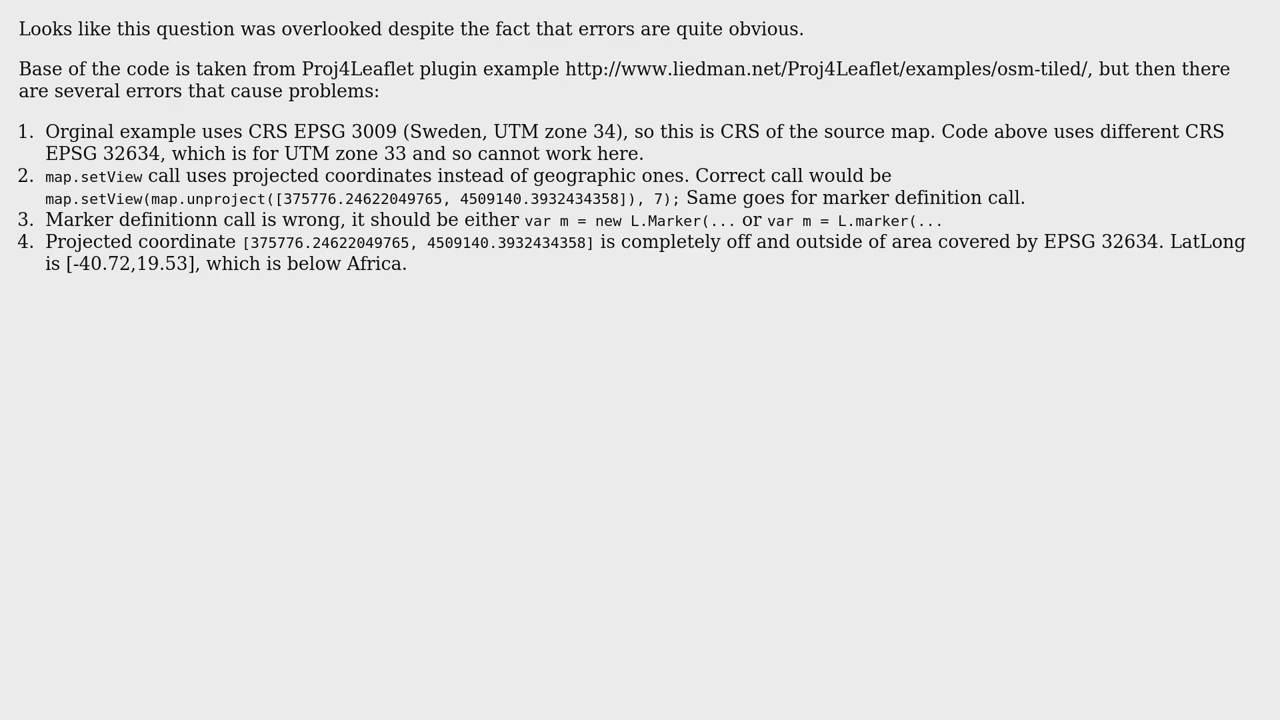 Looks like this question was overlooked despite the fact that errors are quite obvious.
Base of the code is taken from Proj4Leaflet plugin example http://www.liedman.net/Proj4Leaflet/examples/osm-tiled/, but then there
are several errors that cause problems:
1. Orginal example uses CRS EPSG 3009 (Sweden, UTM zone 34), so this is CRS of the source map. Code above uses different CRS
EPSG 32634, which is for UTM zone 33 and so cannot work here.
2. map.setView call uses projected coordinates instead of geographic ones. Correct call would be
map.setView(map.unproject([375776.24622049765, 4509140.3932434358]), 7); Same goes for marker definition call.
3. Marker definitionn call is wrong, it should be either var m = new L.Marker(... or var m = L.marker(...
4. Projected coordinate [375776.24622049765, 4509140.3932434358] is completely off and outside of area covered by EPSG 32634. LatLong
is [-40.72,19.53], which is below Africa.